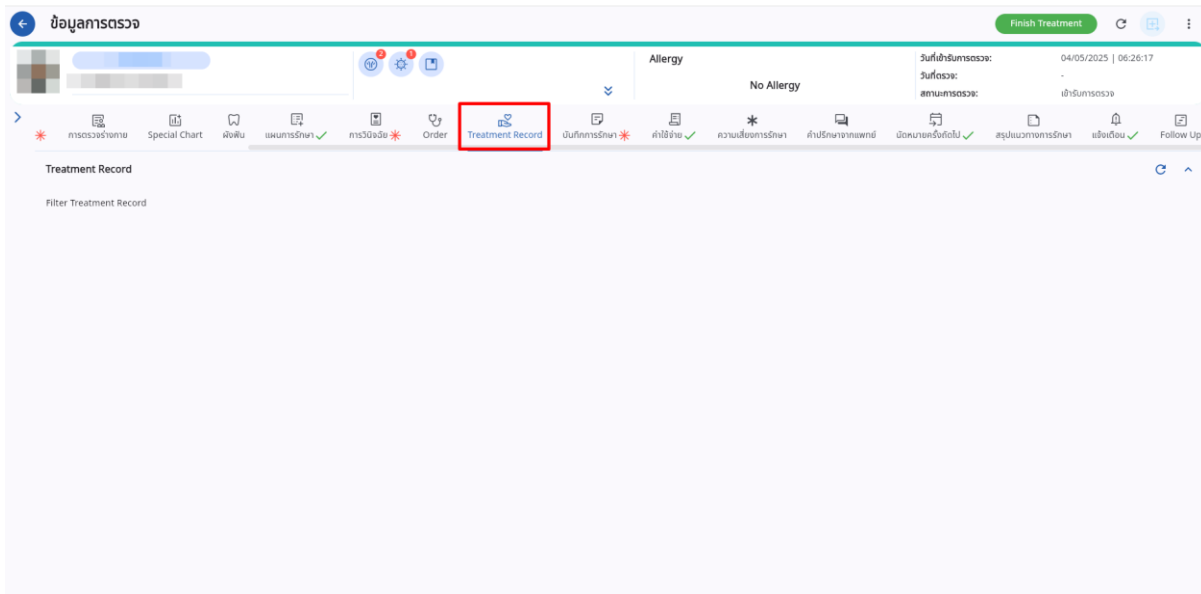 ข้อมูลการตรวจ
Finish Treatment
2
1
Allergy
No Allergy
วันที่เข้ารับการตรวจ: 04/05/2025 | 06:26:17
วันที่ตรวจ: -
สถานะการตรวจ: เข้ารับการตรวจ
การตรวจร่างกาย Special Chart ผังฟัน แผนการรักษา การวินิจฉัย Order Treatment Record บันทึกการรักษา ค่าใช้จ่าย ความเสี่ยงการรักษา คำปรึกษาจากแพทย์ นัดหมายครั้งถัดไป สรุปแนวทางการรักษา แจ้งเตือน Follow Up
Treatment Record
Filter Treatment Record